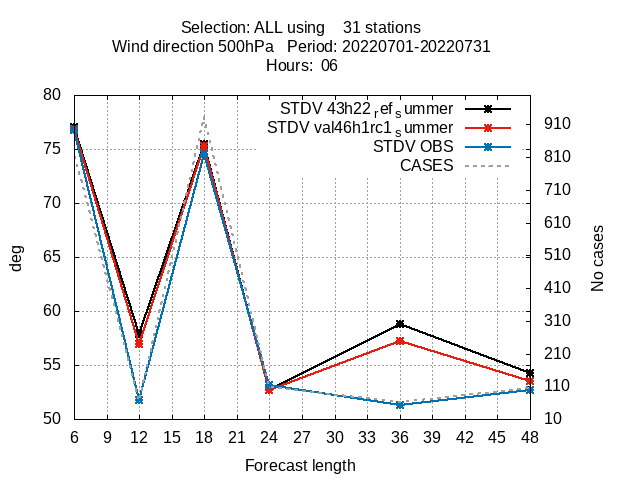 Selection: ALL using    31 stations
Wind direction 500hPa   Period: 20220701-20220731
Hours:  06
STDV 43h22_ref_summer
STDV val46h1rc1_summer
STDV OBS
CASES
80
75
70
65
60
55
50
deg
910
810
710
610
510
410
310
210
110
10
No cases
6 9 12 15 18 21 24 27 30 33 36 39 42 45 48
Forecast length